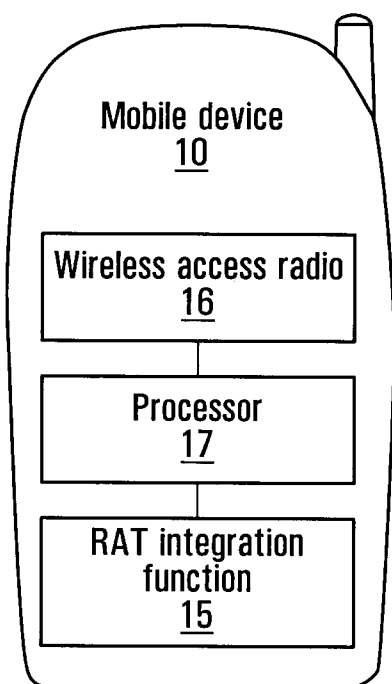 Mobile device
10
Wireless access radio
16
Processor
17
RAT integration
function
15